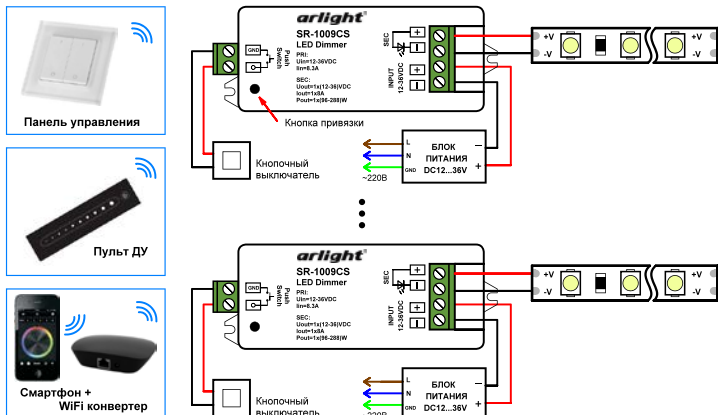 Панель управления
Пульт ДУ
Смартфон +
WiFi конвертер
arlight
SR-1009CS
LED Dimmer
PRI:
Uin=12-36VDC
Iin=8.3A
SEC:
Uout=1x(12-36)VDC
Iout=1x8A
Pout=1x(96-288)W
GND
Push
Switch
SEC
+
–
INPUT
12-36VDC
+
–
Кнопка привязки
Кнопочный
выключатель
L
N
GND
~220В
БЛОК
ПИТАНИЯ
DC12...36V
–
+
+V
-V
+V
-V
arlight
SR-1009CS
LED Dimmer
PRI:
Uin=12-36VDC
Iin=8.3A
SEC:
Uout=1x(12-36)VDC
Iout=1x8A
Pout=1x(96-288)W
GND
Push
Switch
SEC
+
–
INPUT
12-36VDC
+
–
Кнопочный
выключатель
L
N
GND
~220В
БЛОК
ПИТАНИЯ
DC12...36V
–
+
+V
-V
+V
-V